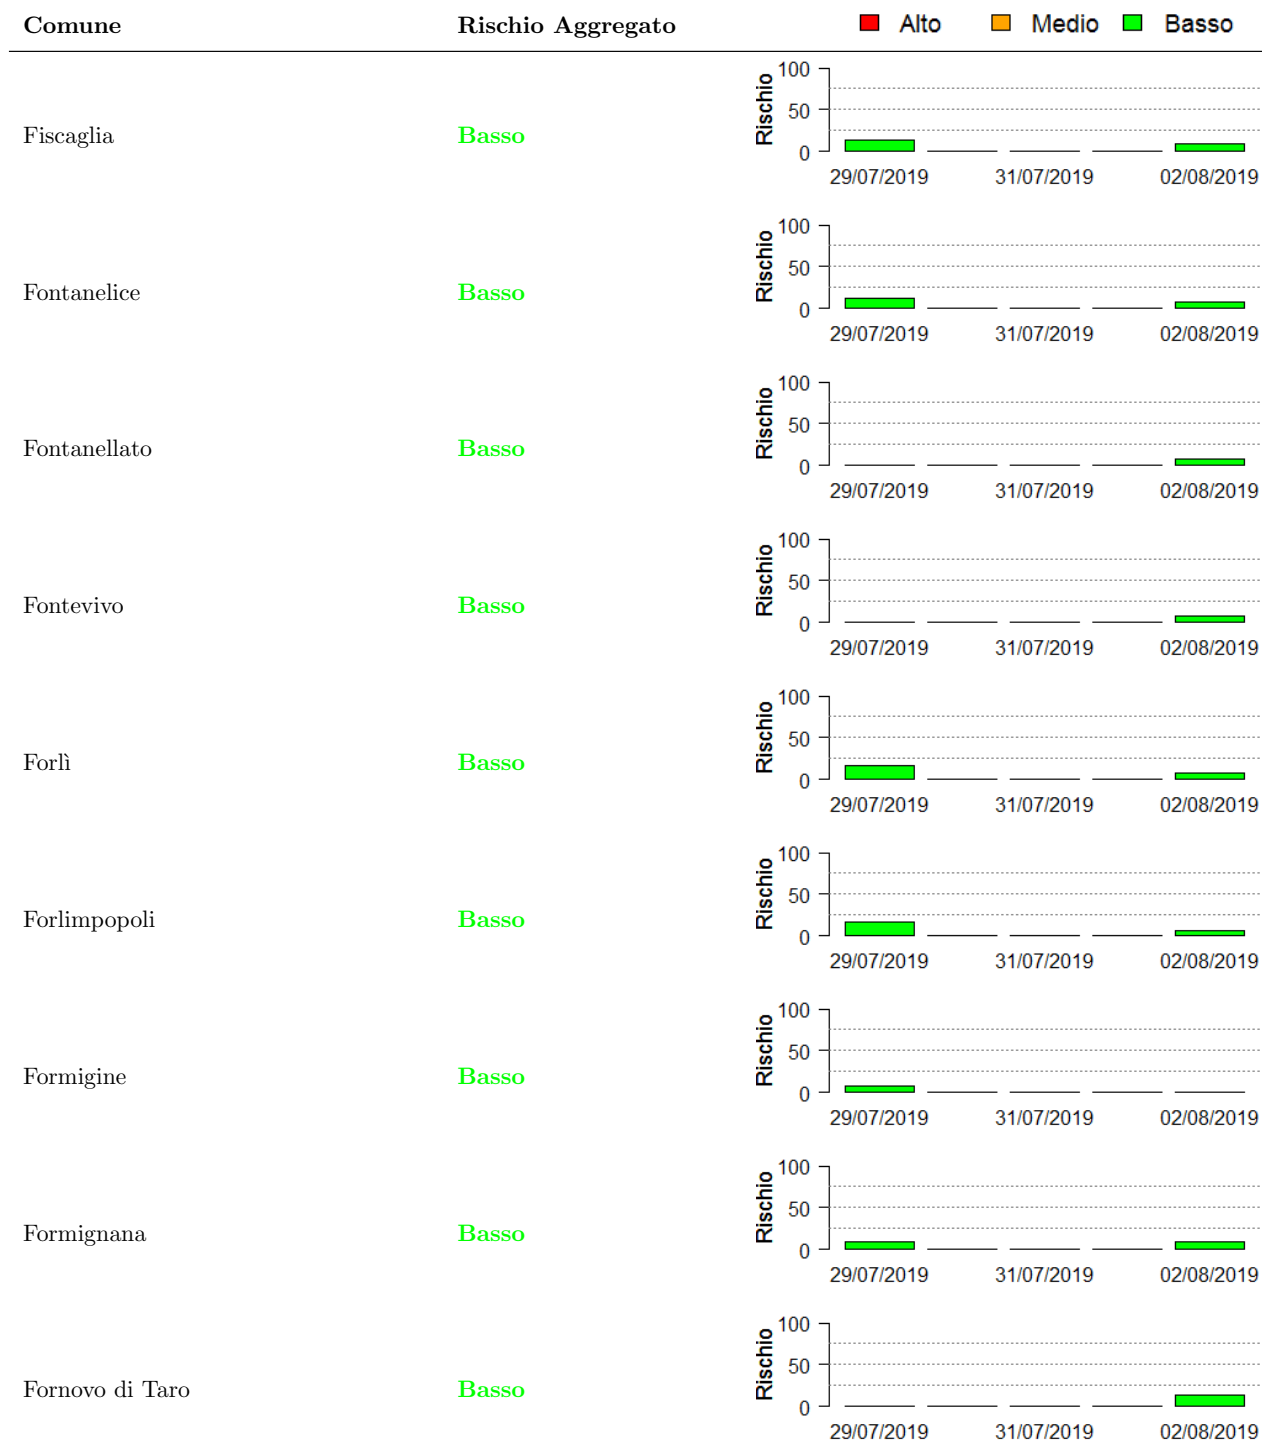 Comune Rischio Aggregato Alto Medio Basso
Fiscaglia Basso Rischio 100 50 0
29/07/2019 31/07/2019 02/08/2019
Fontanelice Basso Rischio 100 50 0
29/07/2019 31/07/2019 02/08/2019
Fontanellato Basso Rischio 100 50 0
29/07/2019 31/07/2019 02/08/2019
Fontevivo Basso Rischio 100 50 0
29/07/2019 31/07/2019 02/08/2019
Forlì Basso Rischio 100 50 0
29/07/2019 31/07/2019 02/08/2019
Forlimpopoli Basso Rischio 100 50 0
29/07/2019 31/07/2019 02/08/2019
Formigine Basso Rischio 100 50 0
29/07/2019 31/07/2019 02/08/2019
Formignana Basso Rischio 100 50 0
29/07/2019 31/07/2019 02/08/2019
Fornovo di Taro Basso Rischio 100 50 0
29/07/2019 31/07/2019 02/08/2019